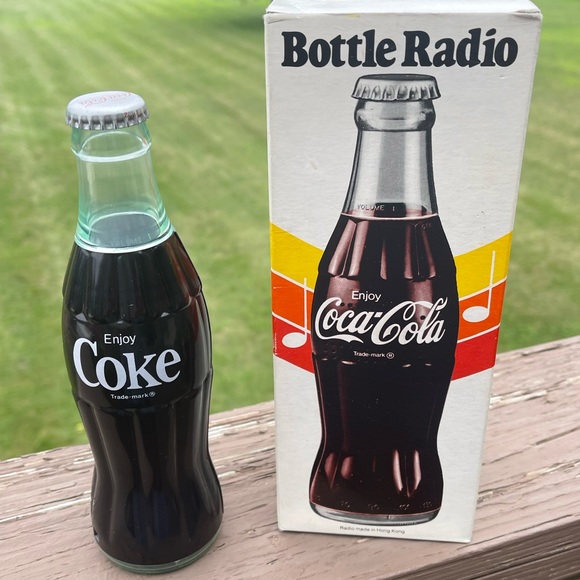 Bottle Radio
VOLUME
Enjoy
Coca-Cola
Trade-mark ®
Radio made in Hong Kong
Enjoy
Coke
Trade-mark ®